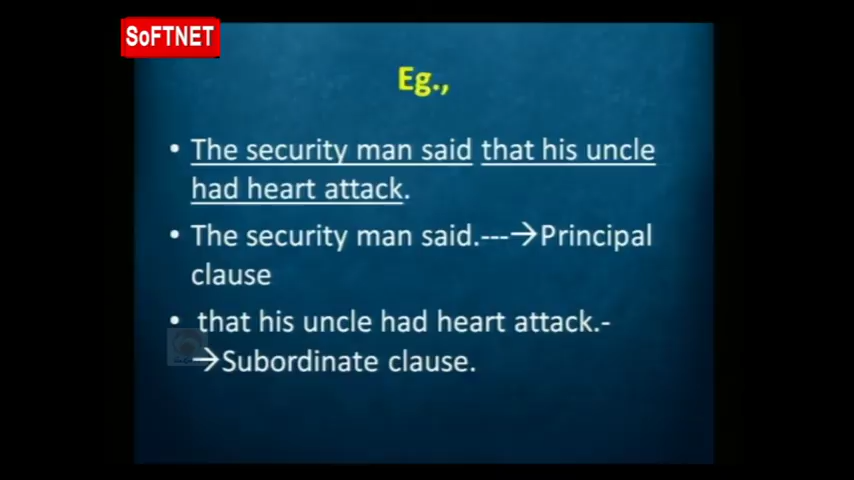 SoFTNET
Eg.,
• The security man said that his uncle
had heart attack.
• The security man said.---→Principal
clause
• that his uncle had heart attack.-
→Subordinate clause.